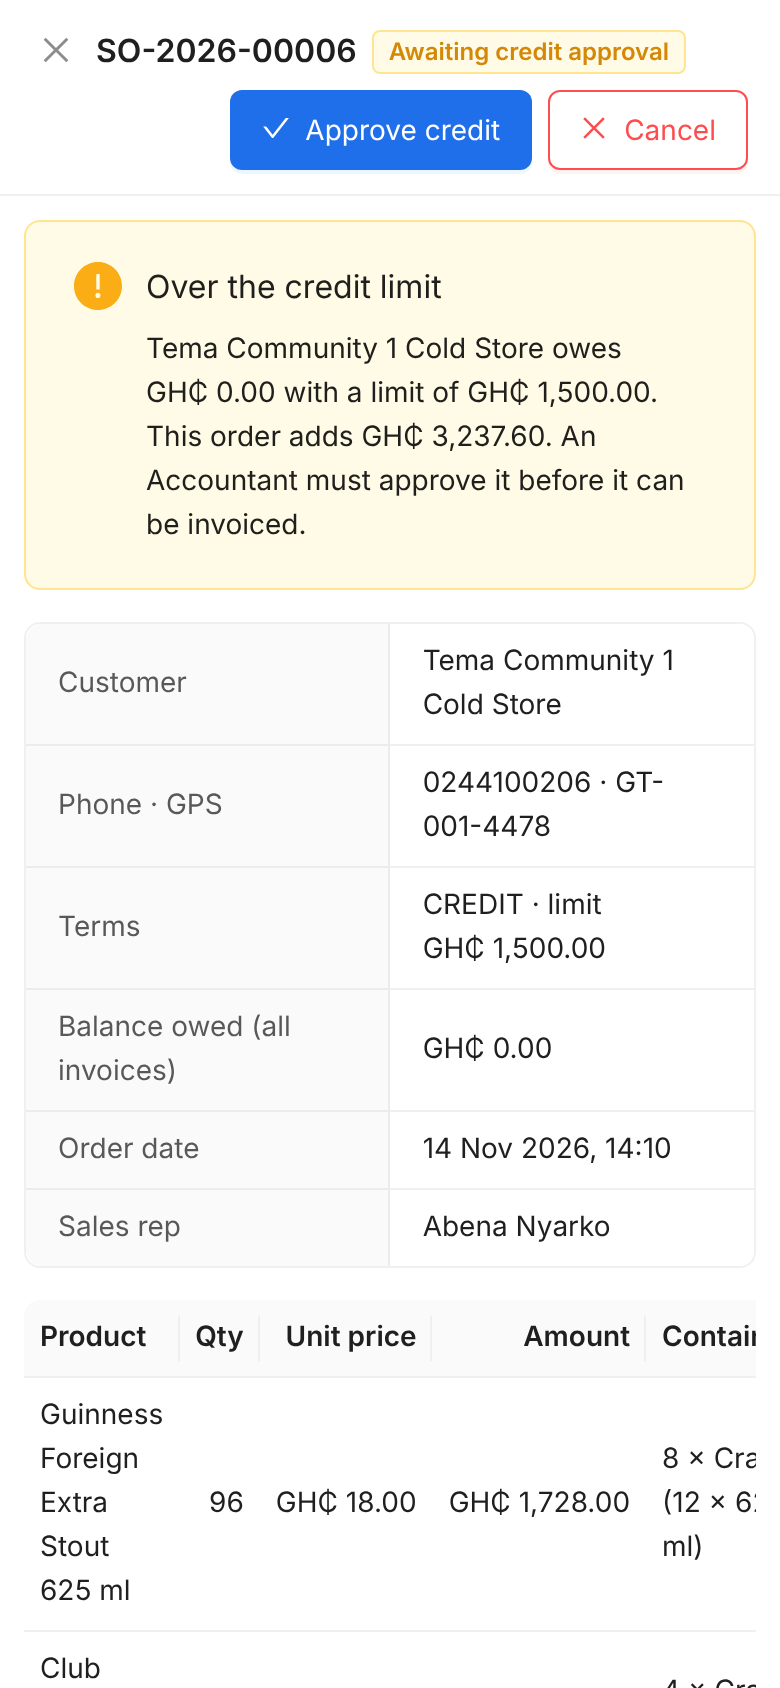 SO-2026-00006 Awaiting credit approval
Approve credit Cancel
Over the credit limit
Tema Community 1 Cold Store owes
GH₵ 0.00 with a limit of GH₵ 1,500.00.
This order adds GH₵ 3,237.60. An
Accountant must approve it before it can
be invoiced.
Customer
Tema Community 1
Cold Store
Phone · GPS
0244100206 · GT-
001-4478
Terms
CREDIT · limit
GH₵ 1,500.00
Balance owed (all
invoices)
GH₵ 0.00
Order date
14 Nov 2026, 14:10
Sales rep
Abena Nyarko
Product Qty Unit price Amount
Guinness
Foreign
Extra
Stout
625 ml
96 GH₵ 18.00 GH₵ 1,728.00
8 ×
(12 ×
ml)
Club
4 ×